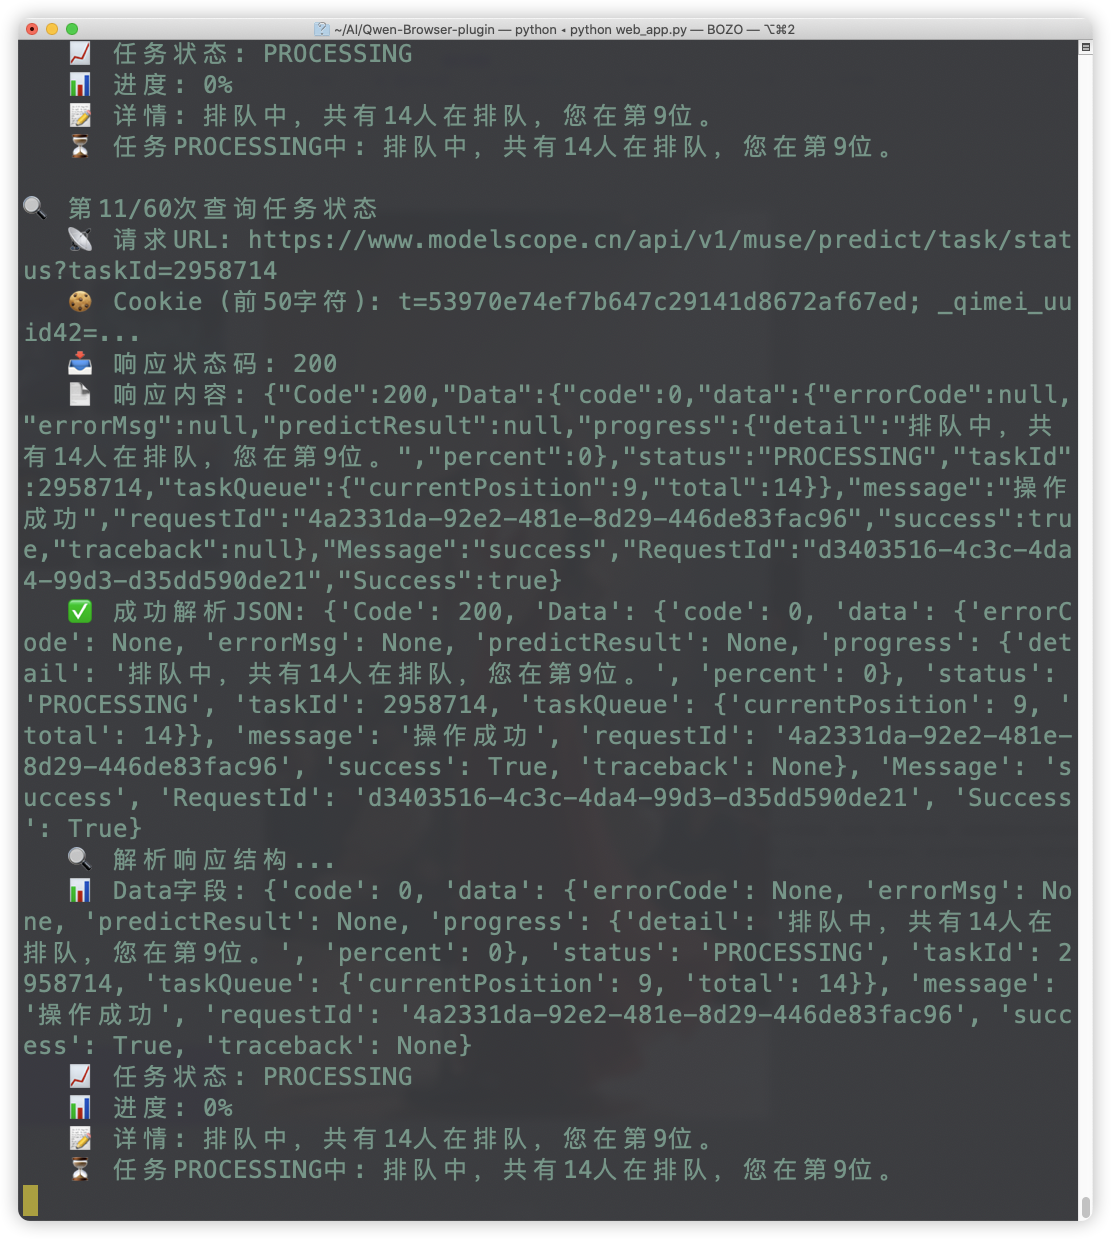 ~/AI/Qwen-Browser-plugin — python ◂ python web_app.py — BOZO — ⌥⌘2
📈 任务状态: PROCESSING
📊 进度: 0%
📝 详情: 排队中，共有14人在排队，您在第9位。
⏳ 任务PROCESSING中: 排队中，共有14人在排队，您在第9位。
🔍 第11/60次查询任务状态
📡 请求URL: https://www.modelscope.cn/api/v1/muse/predict/task/stat
us?taskId=2958714
🍪 Cookie (前50字符): t=53970e74ef7b647c29141d8672af67ed; _qimei_uu
id42=...
📥 响应状态码: 200
📄 响应内容: {"Code":200,"Data":{"code":0,"data":{"errorCode":null,
"errorMsg":null,"predictResult":null,"progress":{"detail":"排队中，共
有14人在排队，您在第9位。","percent":0},"status":"PROCESSING","taskId"
:2958714,"taskQueue":{"currentPosition":9,"total":14}},"message":"操作
成功","requestId":"4a2331da-92e2-481e-8d29-446de83fac96","success":tru
e,"traceback":null},"Message":"success","RequestId":"d3403516-4c3c-4da
4-99d3-d35dd590de21","Success":true}
✅ 成功解析JSON: {'Code': 200, 'Data': {'code': 0, 'data': {'errorC
ode': None, 'errorMsg': None, 'predictResult': None, 'progress': {'det
ail': '排队中，共有14人在排队，您在第9位。', 'percent': 0}, 'status':
'PROCESSING', 'taskId': 2958714, 'taskQueue': {'currentPosition': 9, '
total': 14}}, 'message': '操作成功', 'requestId': '4a2331da-92e2-481e-
8d29-446de83fac96', 'success': True, 'traceback': None}, 'Message': 's
uccess', 'RequestId': 'd3403516-4c3c-4da4-99d3-d35dd590de21', 'Success
': True}
🔍 解析响应结构...
📊 Data字段: {'code': 0, 'data': {'errorCode': None, 'errorMsg': No
ne, 'predictResult': None, 'progress': {'detail': '排队中，共有14人在
排队，您在第9位。', 'percent': 0}, 'status': 'PROCESSING', 'taskId': 2
958714, 'taskQueue': {'currentPosition': 9, 'total': 14}}, 'message':
'操作成功', 'requestId': '4a2331da-92e2-481e-8d29-446de83fac96', 'succ
ess': True, 'traceback': None}
📈 任务状态: PROCESSING
📊 进度: 0%
📝 详情: 排队中，共有14人在排队，您在第9位。
⏳ 任务PROCESSING中: 排队中，共有14人在排队，您在第9位。